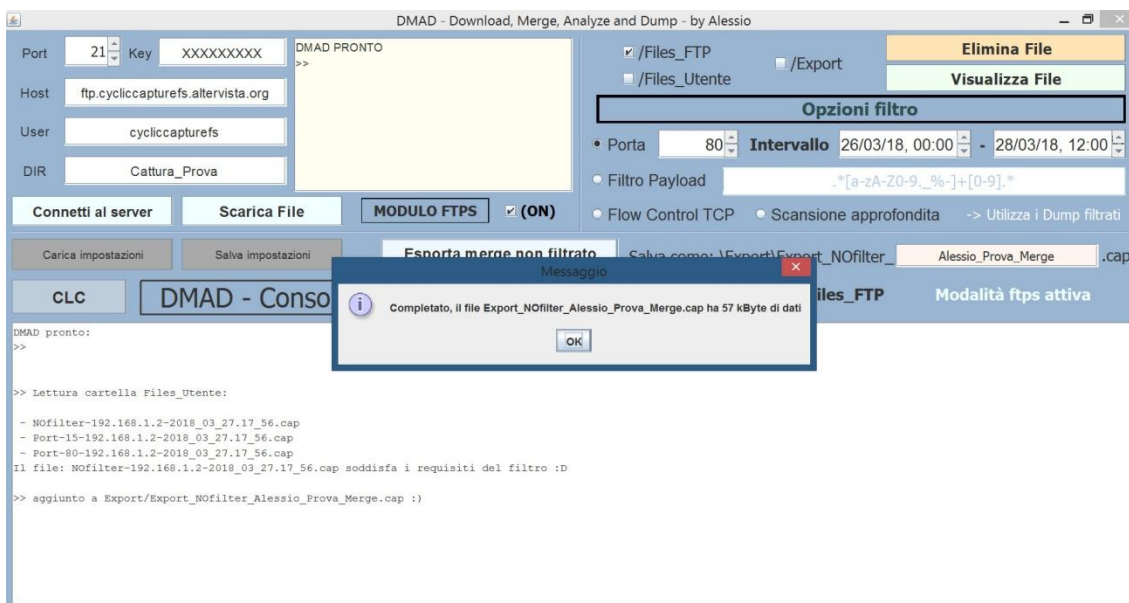 DMAD - Download, Merge, Analyze and Dump - by Alessio
Port 21 Key XXXXXXXXX
Host ftp.cycliccapturefs.altervista.org
User cycliccapturefs
DIR Cattura_Prova
Connetti al server Scarica File MODULO FTPS (ON)
DMAD PRONTO
>>
/Files_FTP /Export
/Files_Utente
Elimina File
Visualizza File
Opzioni filtro
Porta 80 Intervallo 26/03/18, 00:00 - 28/03/18, 12:00
Filtro Payload .*[a-zA-Z0-9._%-]+[0-9].*
Flow Control TCP Scansione approfondita -> Utilizza i Dump filtrati
Carica impostazioni Salva impostazioni Esporta merge non filtrato Salva come: \Export\Export_NOfilter_ Alessio_Prova_Merge .cap
CLC DMAD - Conso iles_FTP Modalità ftps attiva
Messaggio
Completato, il file Export_NOfilter_Alessio_Prova_Merge.cap ha 57 kByte di dati
OK
DMAD pronto:
>>
>> Lettura cartella Files_Utente:
- NOfilter-192.168.1.2-2018_03_27.17_56.cap
- Port-15-192.168.1.2-2018_03_27.17_56.cap
- Port-80-192.168.1.2-2018_03_27.17_56.cap
Il file: NOfilter-192.168.1.2-2018_03_27.17_56.cap soddisfa i requisiti del filtro :D
>> aggiunto a Export/Export_NOfilter_Alessio_Prova_Merge.cap :)